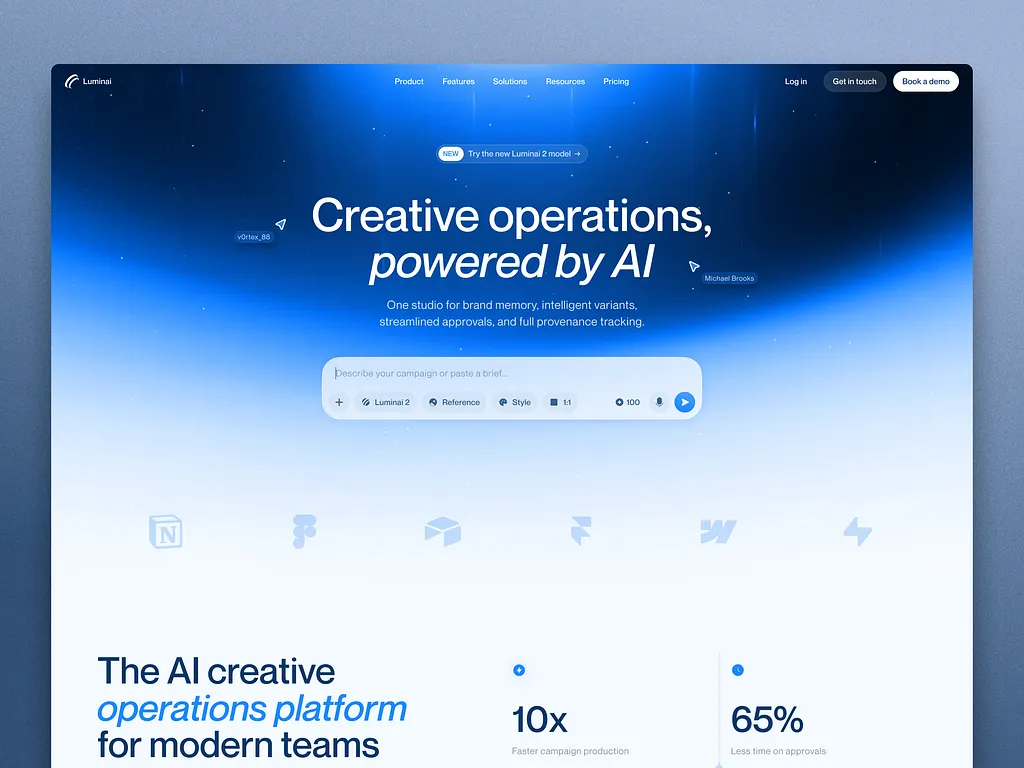 Luminai
Product
Features
Solutions
Resources
Pricing
Log in
Get in touch
Book a demo
NEW
Try the new Luminai 2 model →
Creative operations,
powered by AI
v0rtex_88
Michael Brooks
One studio for brand memory, intelligent variants,
streamlined approvals, and full provenance tracking.
Describe your campaign or paste a brief...
Luminai 2
Reference
Style
1:1
100
N
The AI creative
operations platform
for modern teams
10x
Faster campaign production
65%
Less time on approvals